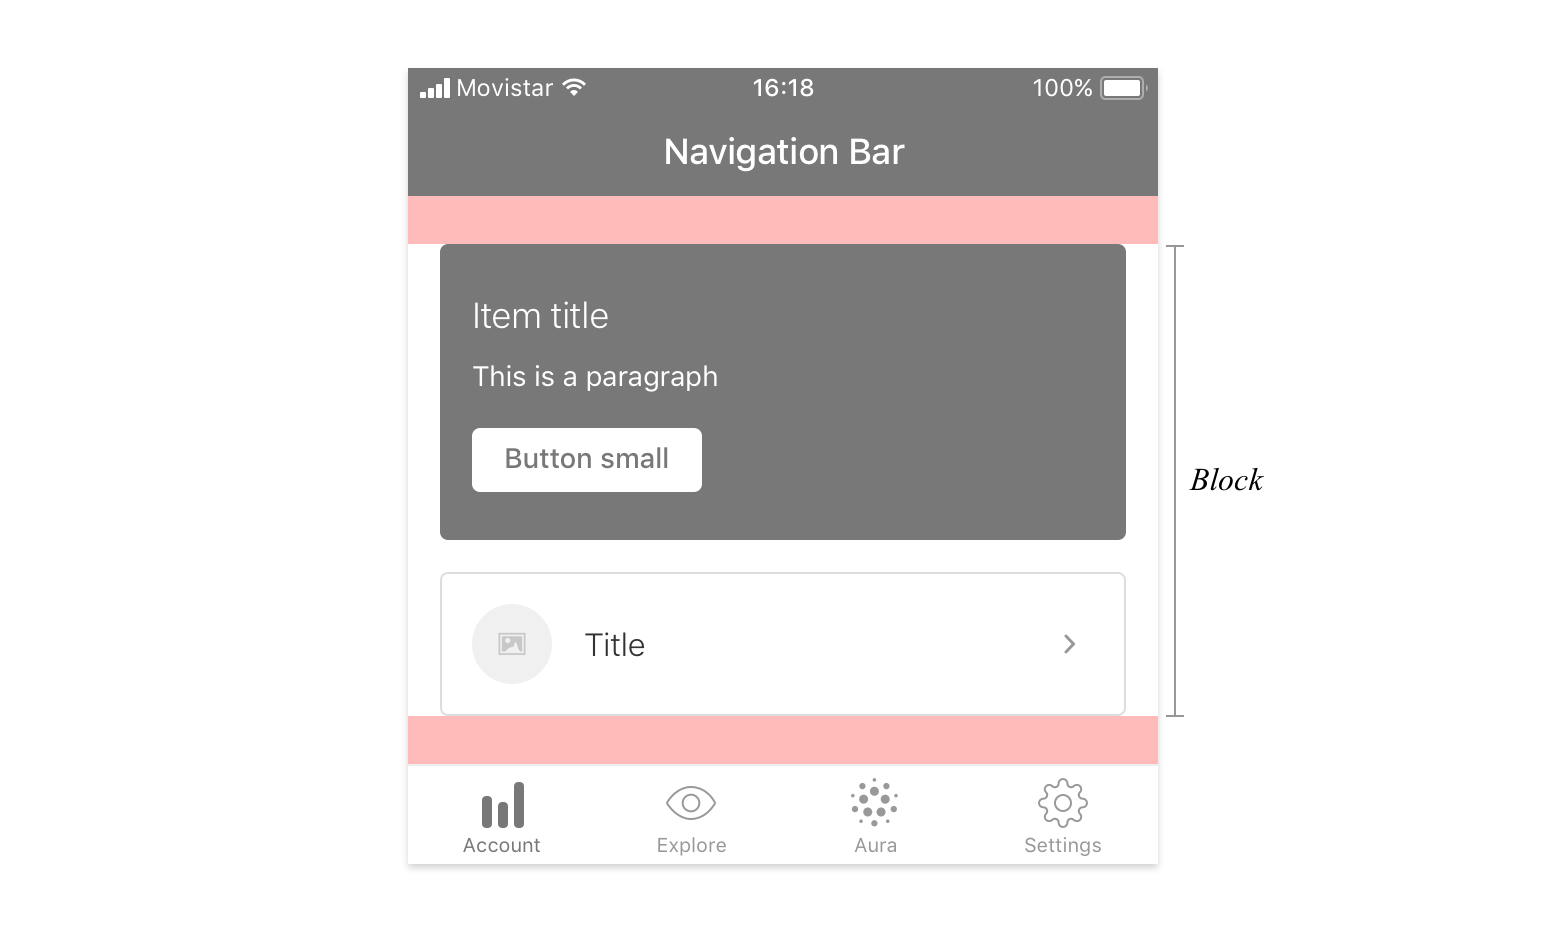 Movistar 16:18 100%
Navigation Bar
Item title
This is a paragraph
Button small
Block
Title
Account Explore Aura Settings